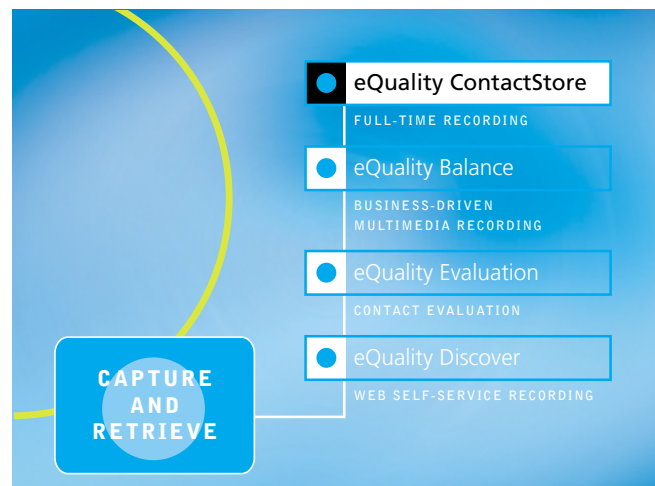 eQuality ContactStore
FULL-TIME RECORDING
eQuality Balance
BUSINESS-DRIVEN
MULTIMEDIA RECORDING
eQuality Evaluation
CONTACT EVALUATION
eQuality Discover
WEB SELF-SERVICE RECORDING
CAPTURE
AND
RETRIEVE